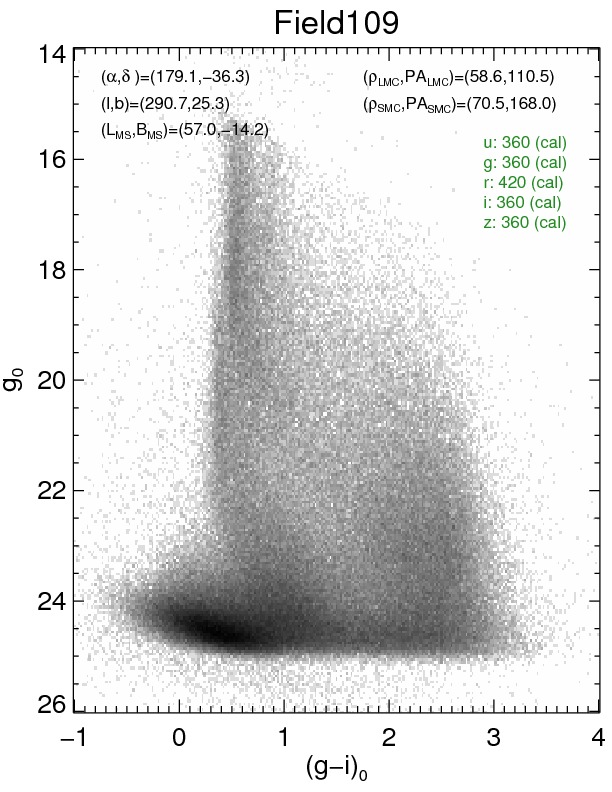 Field109
(α,δ)=(179.1,−36.3)
(l,b)=(290.7,25.3)
(LMS,BMS)=(57.0,−14.2)
(ρLMC,PALMC)=(58.6,110.5)
(ρSMC,PASMC)=(70.5,168.0)
u: 360 (cal)
g: 360 (cal)
r: 420 (cal)
i: 360 (cal)
z: 360 (cal)
14
16
18
20
22
24
26
g0
−1 0 1 2 3 4
(g−i)0